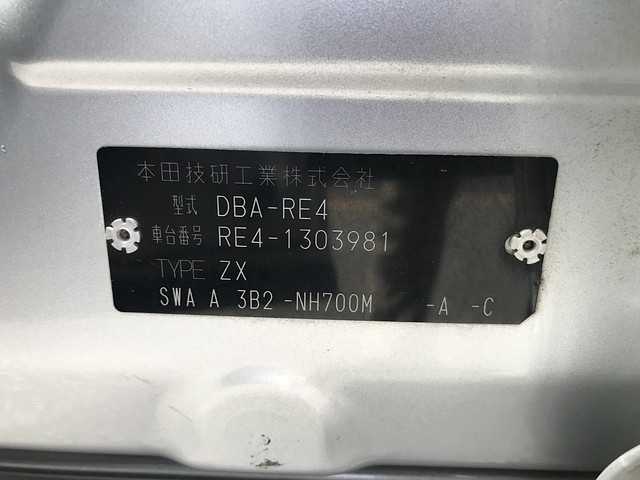 本田技研工業株式会社
型式 DBA-RE4
車台番号 RE4-1303981
TYPE ZX
SWA A 3B2 -NH700M -A -C